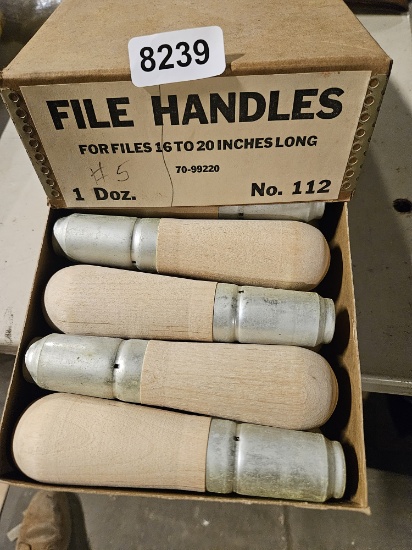 8239
FILE HANDLES
FOR FILES 16 TO 20 INCHES LONG
#5
70-99220
1 Doz. No. 112